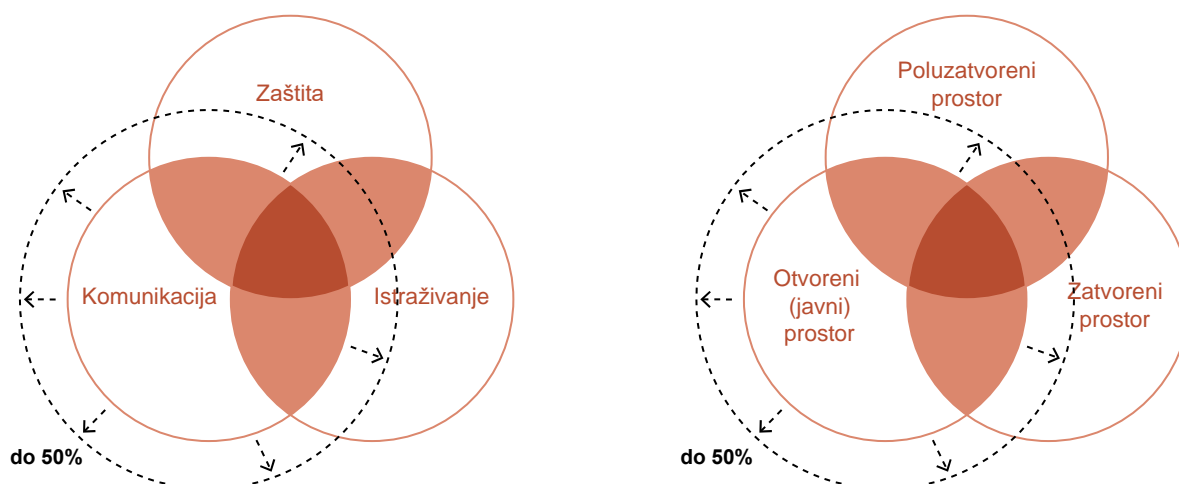 Zaštita
Komunikacija
Istraživanje
do 50%
Poluzatvoreni
prostor
Otvoreni
(javni)
prostor
Zatvoreni
prostor
do 50%